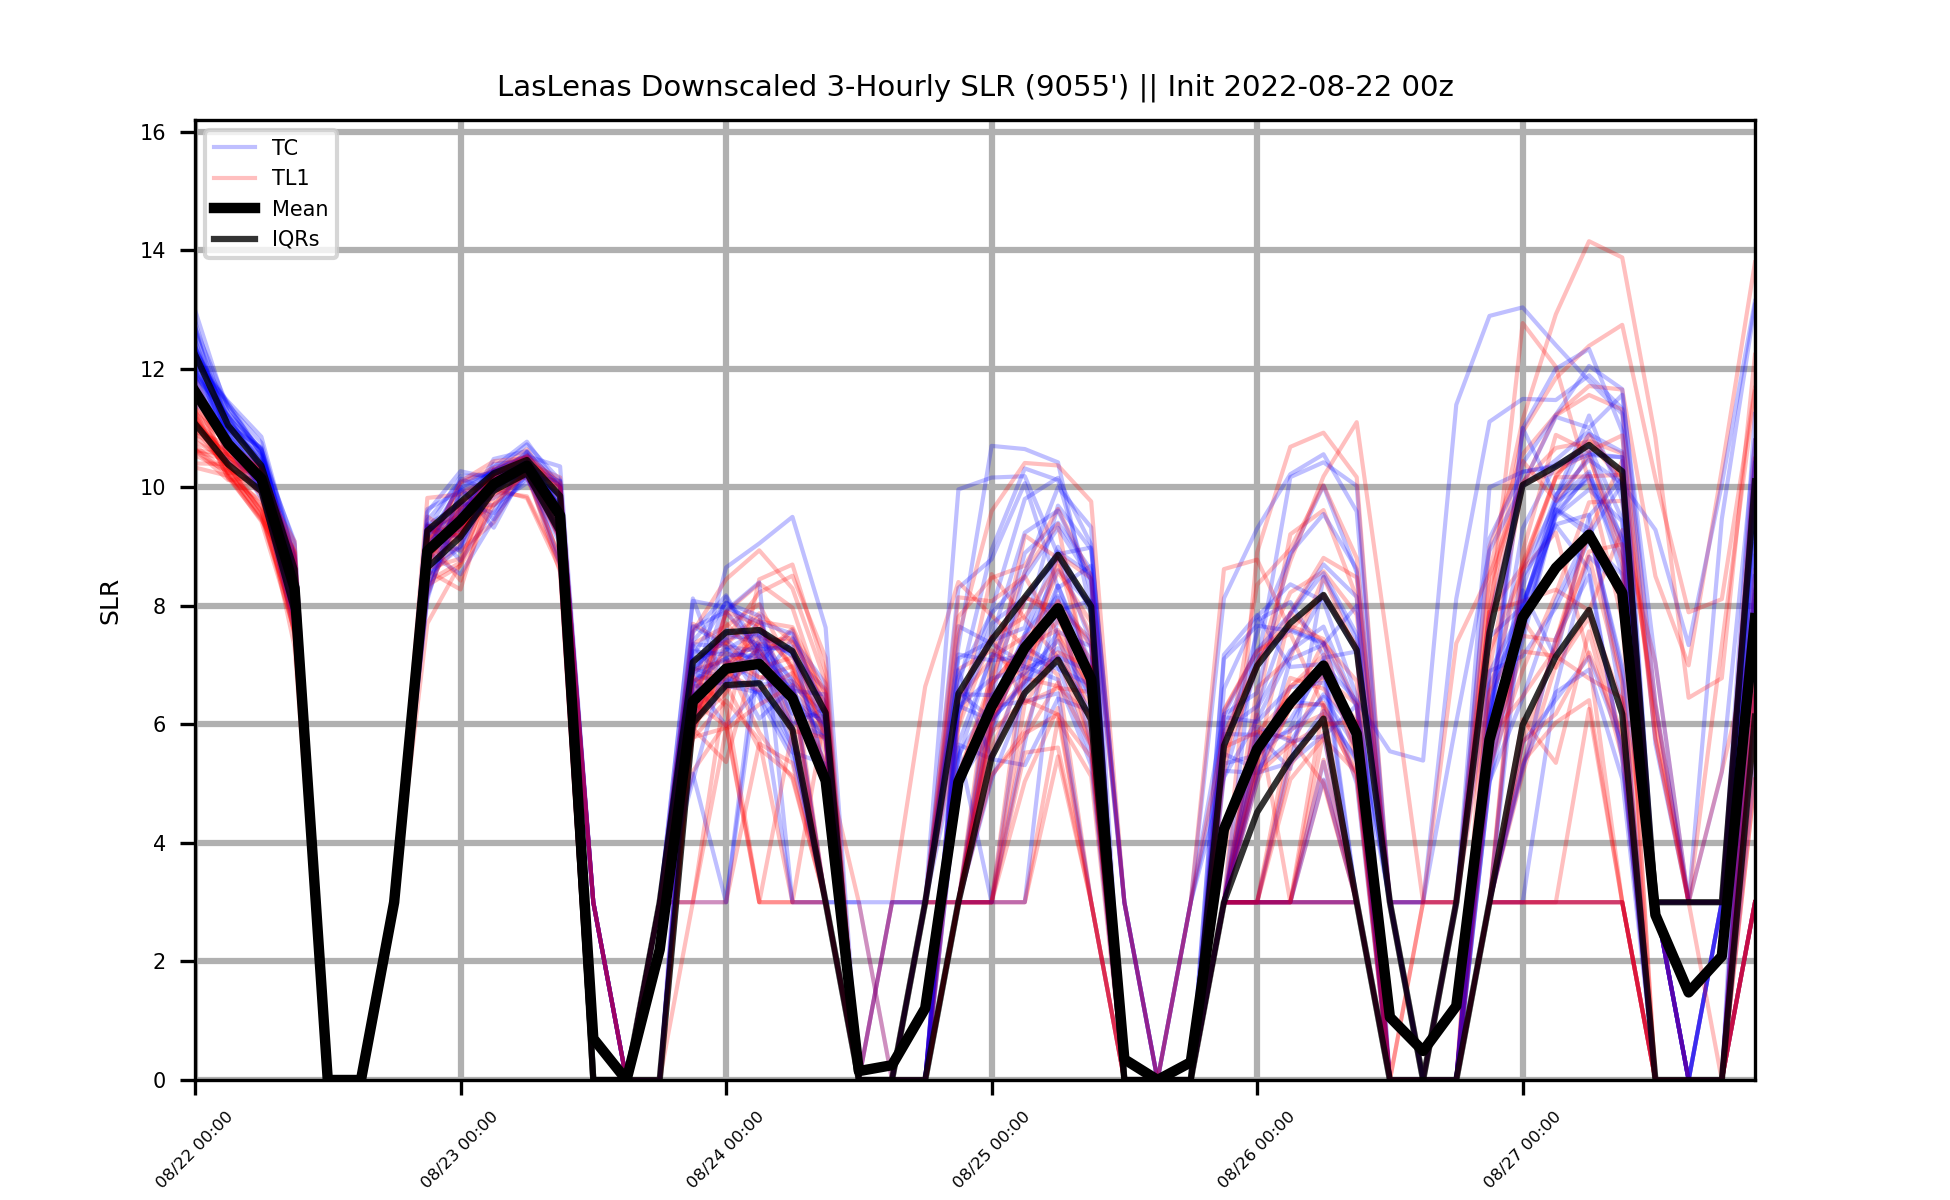 LasLenas Downscaled 3-Hourly SLR (9055') || Init 2022-08-22 00z
16
14
12
10
8
6
4
2
0
SLR
TC
TL1
Mean
IQRs
08/22 00:00
08/23 00:00
08/24 00:00
08/25 00:00
08/26 00:00
08/27 00:00